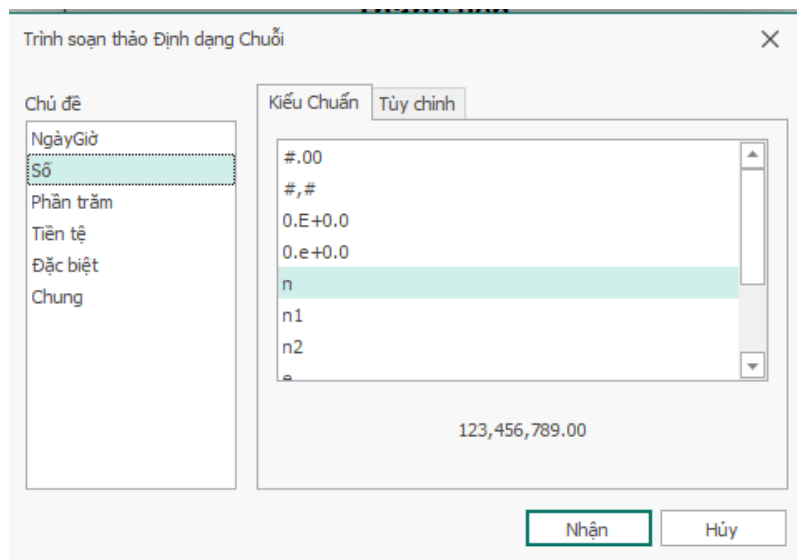 Trình soạn thảo Định dạng Chuỗi
Chủ đề
NgàyGiờ
Số
Phần trăm
Tiền tệ
Đặc biệt
Chung
Kiểu Chuẩn
Tùy chỉnh
#.00
#,#
0.E+0.0
0.e+0.0
n
n1
n2
e
123,456,789.00
Nhận
Hủy